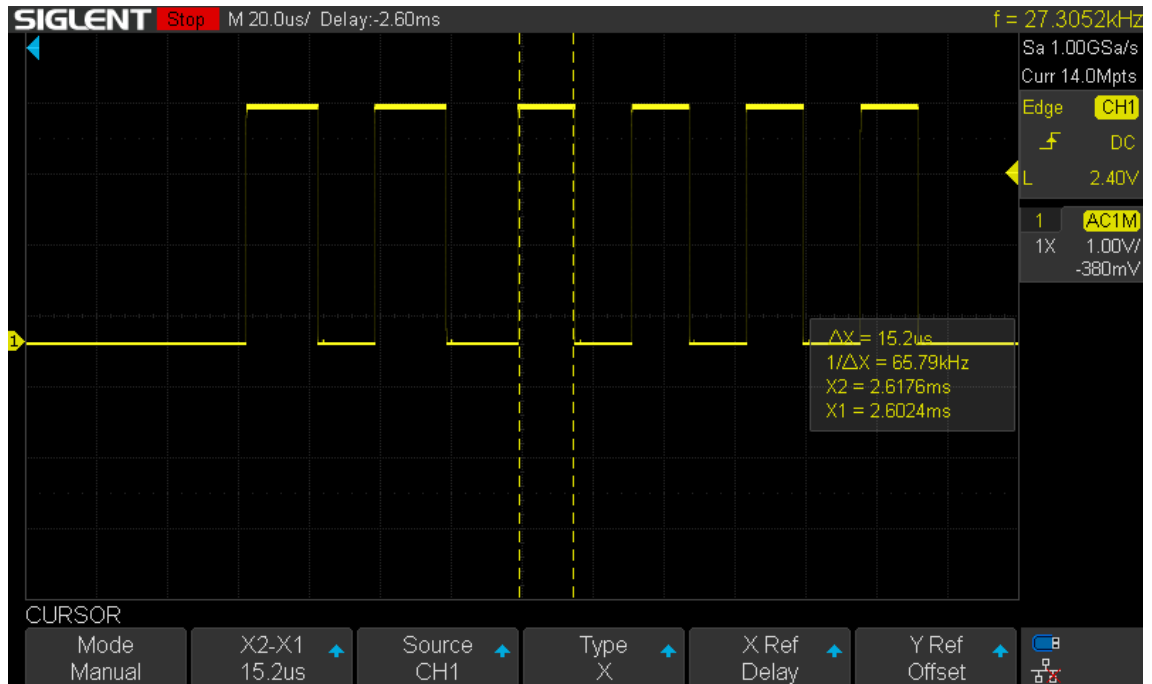 SIGLENT Stop M 20.0us/ Delay:-2.60ms f = 27.3052kHz
Sa 1.00GSa/s
Curr 14.0Mpts
Edge CH1
DC
L 2.40V
1 AC1M
1X 1.00V/
-380mV
1
ΔX = 15.2us
1/ΔX = 65.79kHz
X2 = 2.6176ms
X1 = 2.6024ms
CURSOR
Mode X2-X1 Source Type X Ref Y Ref
Manual 15.2us CH1 X Delay Offset